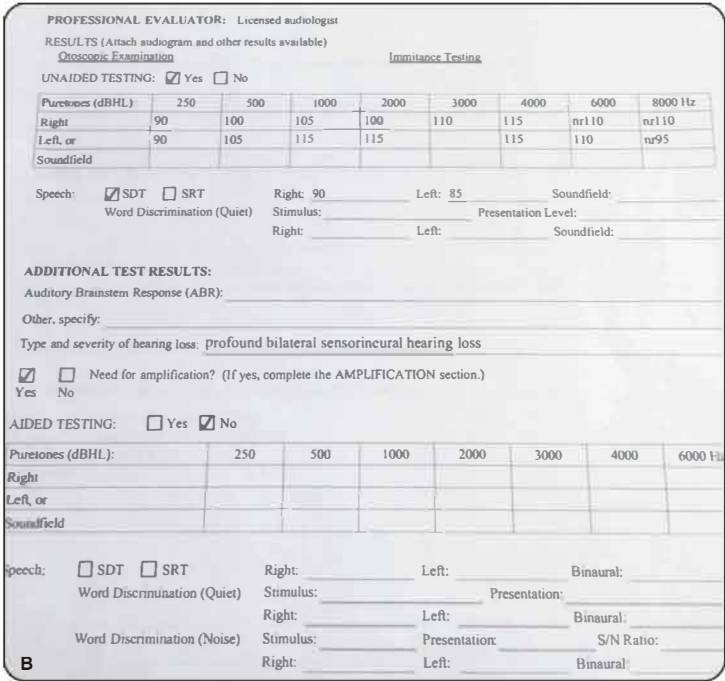 PROFESSIONAL EVALUATOR: Licensed audiologist
RESULTS (Attach audiogram and other results available)
Otoscopic Examination Immitance Testing
UNAIDED TESTING: Yes No
Puretones (dBHL) 250 500 1000 2000 3000 4000 6000 8000 Hz
Right 90 100 105 100 110 115 nr110 nr110
Left, or 90 105 115 115 115 110 nr95
Soundfield
Speech: SDT SRT Right: 90 Left: 85 Soundfield:
Word Discrimination (Quiet) Stimulus: Presentation Level:
Right: Left: Soundfield:
ADDITIONAL TEST RESULTS:
Auditory Brainstem Response (ABR):
Other, specify:
Type and severity of hearing loss: profound bilateral sensorineural hearing loss
Need for amplification? (If yes, complete the AMPLIFICATION section.)
Yes No
AIDED TESTING: Yes No
Puretones (dBHL): 250 500 1000 2000 3000 4000 6000 Hz
Right
Left, or
Soundfield
Speech: SDT SRT Right: Left: Binaural:
Word Discrimination (Quiet) Stimulus: Presentation:
Right: Left: Binaural:
Word Discrimination (Noise) Stimulus: Presentation: S/N Ratio:
Right: Left: Binaural:
B